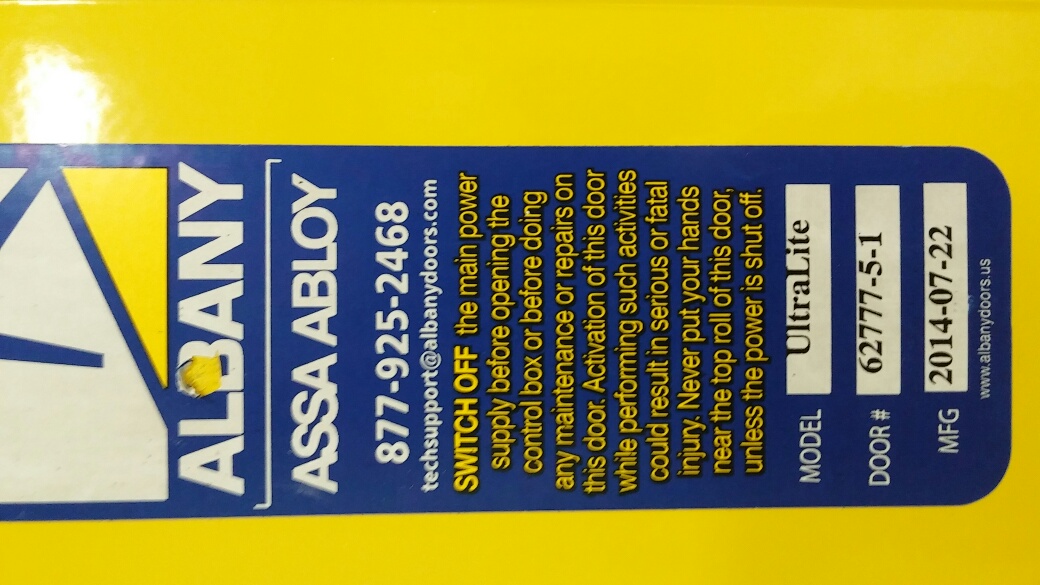 ALBANY
ASSA ABLOY
877-925-2468
techsupport@albanydoors.com
SWITCH OFF the main power
supply before opening the
control box or before doing
any maintenance or repairs on
this door. Activation of this door
while performing such activities
could result in serious or fatal
injury. Never put your hands
near the top roll of this door,
unless the power is shut off.
MODEL UltraLite
DOOR # 62777-5-1
MFG 2014-07-22
www.albanydoors.us